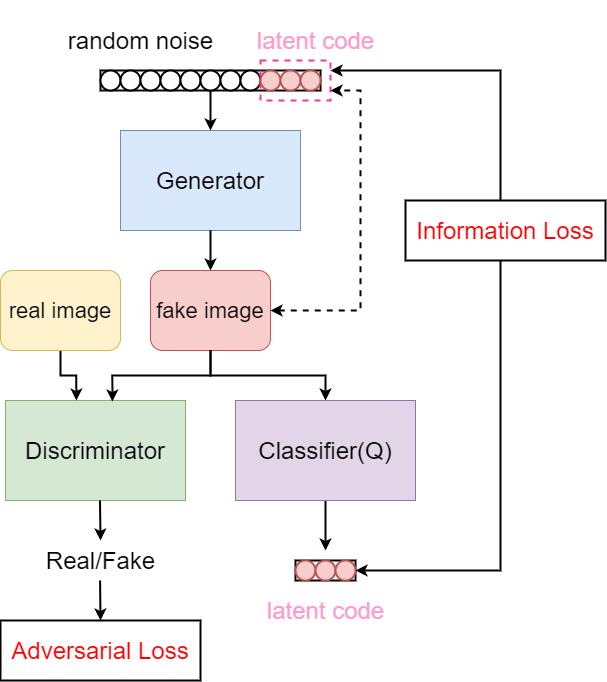 random noise
latent code
Generator
Information Loss
real image
fake image
Discriminator
Classifier(Q)
Real/Fake
latent code
Adversarial Loss